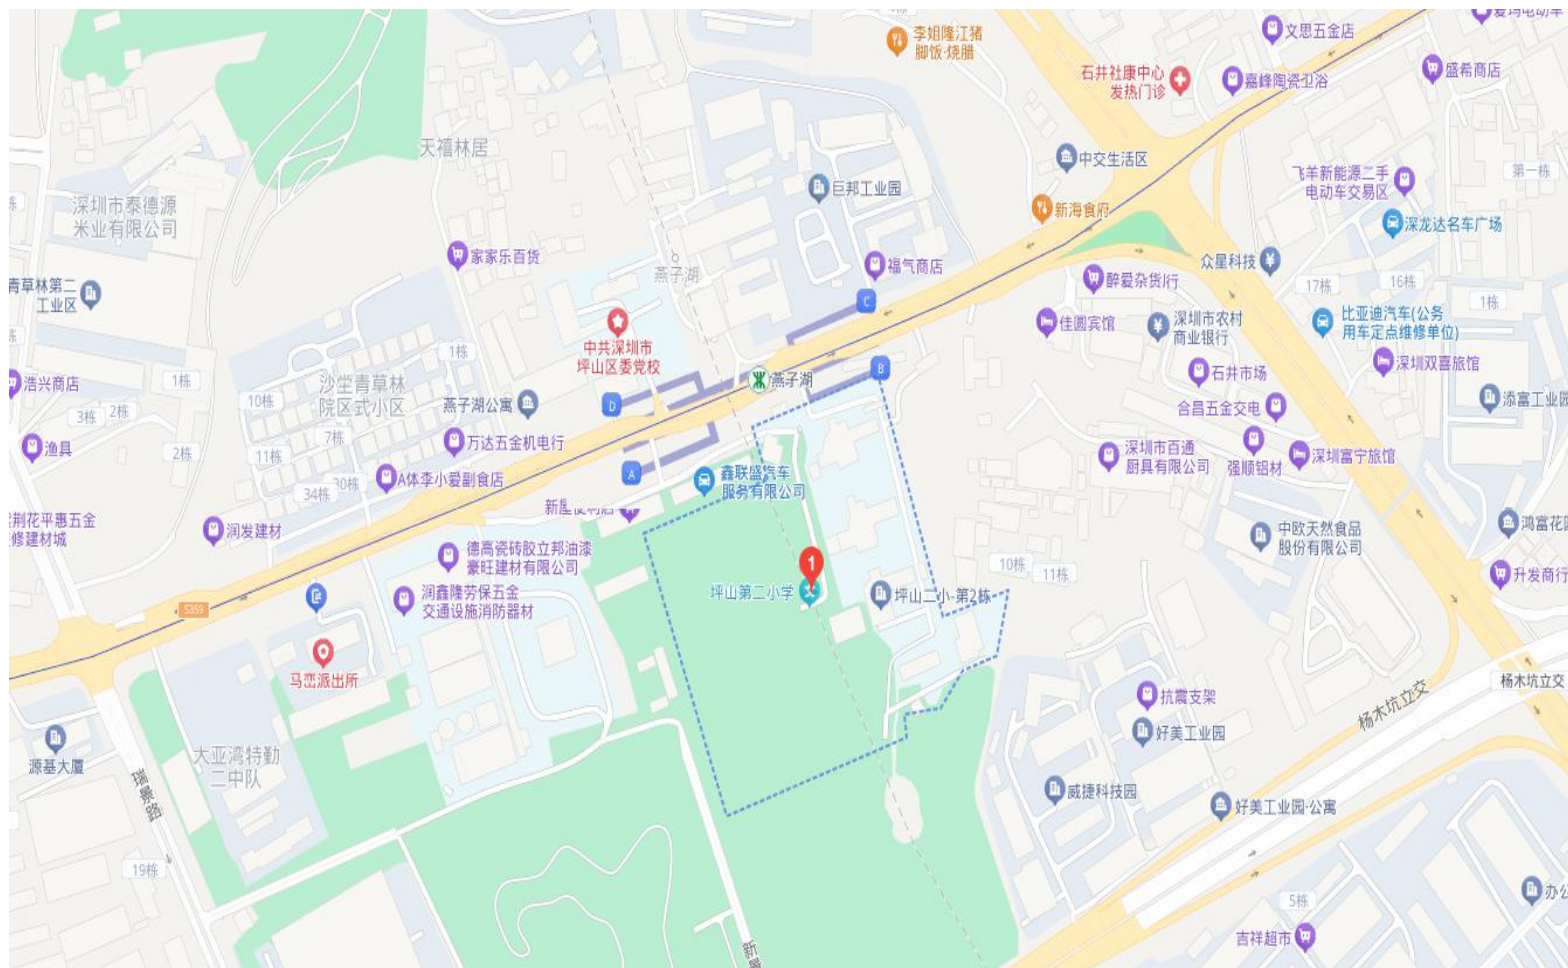 李姐隆江猪
脚饭·烧腊
文思五金店
爱玛电动车
石井社康中心
发热门诊
嘉峰陶瓷卫浴
盛希商店
天禧林居
中交生活区
飞羊新能源二手
电动车交易区
第一栋
巨邦工业园
深圳市泰德源
米业有限公司
新海食府
深龙达名车广场
家家乐百货
燕子湖
福气商店
众星科技
青草林第二
工业区
醉爱杂货行
17栋
16栋
1栋
C
佳圆宾馆
深圳市农村
商业银行
比亚迪汽车(公务
用车定点维修单位)
中共深圳市
坪山区委党校
1栋
深圳双喜旅馆
浩兴商店
1栋
沙坣青草林
院区式小区
燕子湖
B
石井市场
10栋
燕子湖公寓
D
合昌五金交电
添富工业园
3栋
2栋
7栋
万达五金机电行
渔具
2栋
11栋
深圳市百通
厨具有限公司
强顺铝材
深圳富宁旅馆
A
A体李小爱副食店
30栋
34栋
鑫联盛汽车
服务有限公司
荆花平惠五金
修建材城
润发建材
中欧天然食品
股份有限公司
鸿富花园
德高瓷砖胶立邦油漆
豪旺建材有限公司
1
10栋
11栋
升发商行
润鑫隆劳保五金
交通设施消防器材
坪山第二小学
坪山二小-第2栋
S359
马峦派出所
杨木坑立交
抗震支架
杨木坑立交
好美工业园
源基大厦
大亚湾特勤
二中队
瑞景路
威捷科技园
好美工业园·公寓
19栋
5栋
办公
吉祥超市
新景